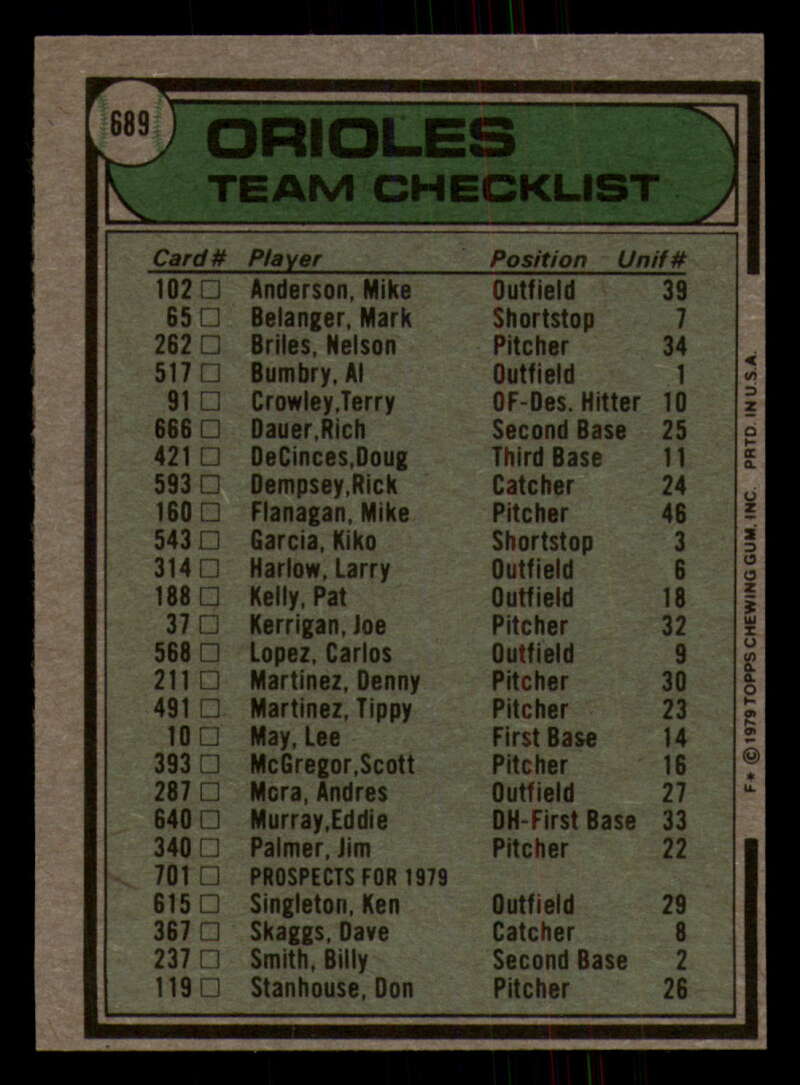 689
ORIOLES
TEAM CHECKLIST
Card# Player Position Unif#
102 □ Anderson, Mike Outfield 39
65 □ Belanger, Mark Shortstop 7
262 □ Briles, Nelson Pitcher 34
517 □ Bumbry, Al Outfield 1
91 □ Crowley,Terry OF-Des. Hitter 10
666 □ Dauer,Rich Second Base 25
421 □ DeCinces,Doug Third Base 11
593 □ Dempsey,Rick Catcher 24
160 □ Flanagan, Mike Pitcher 46
543 □ Garcia, Kiko Shortstop 3
314 □ Harlow, Larry Outfield 6
188 □ Kelly, Pat Outfield 18
37 □ Kerrigan, Joe Pitcher 32
568 □ Lopez, Carlos Outfield 9
211 □ Martinez, Denny Pitcher 30
491 □ Martinez, Tippy Pitcher 23
10 □ May, Lee First Base 14
393 □ McGregor,Scott Pitcher 16
287 □ Mora, Andres Outfield 27
640 □ Murray,Eddie DH-First Base 33
340 □ Palmer, Jim Pitcher 22
701 □ PROSPECTS FOR 1979
615 □ Singleton, Ken Outfield 29
367 □ Skaggs, Dave Catcher 8
237 □ Smith, Billy Second Base 2
119 □ Stanhouse, Don Pitcher 26
F* © 1979 TOPPS CHEWING GUM, INC. PRTD. IN U.S.A.